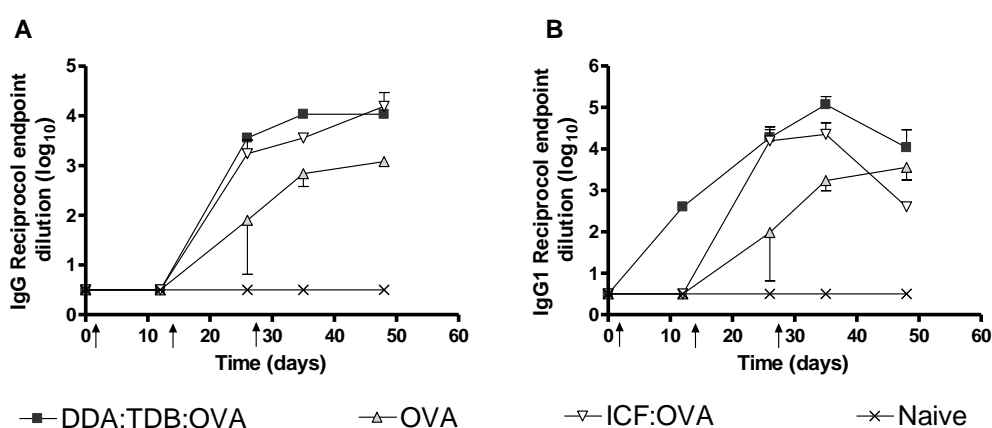 A
IgG Reciprocol endpoint
dilution (log10)
5
4
3
2
1
0
0 10 20 30 40 50 60
Time (days)
B
IgG1 Reciprocol endpoint
dilution (log10)
6
5
4
3
2
1
0
0 10 20 30 40 50 60
Time (days)
DDA:TDB:OVA OVA ICF:OVA Naive